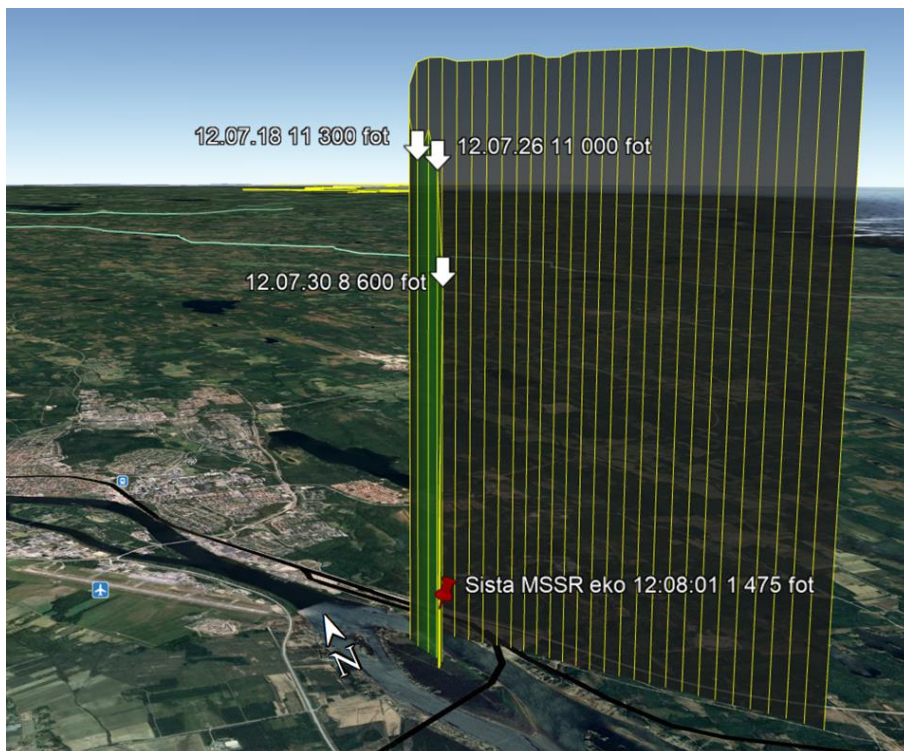 12.07.18 11 300 fot
12.07.26 11 000 fot
12.07.30 8 600 fot
Sista MSSR eko 12:08:01 1 475 fot
N